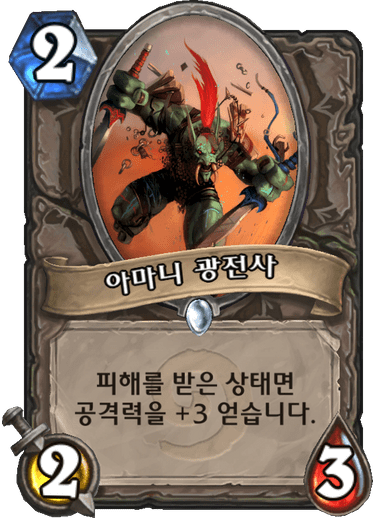 2
아마니 광전사
피해를 받은 상태면
공격력을 +3 얻습니다.
2
3